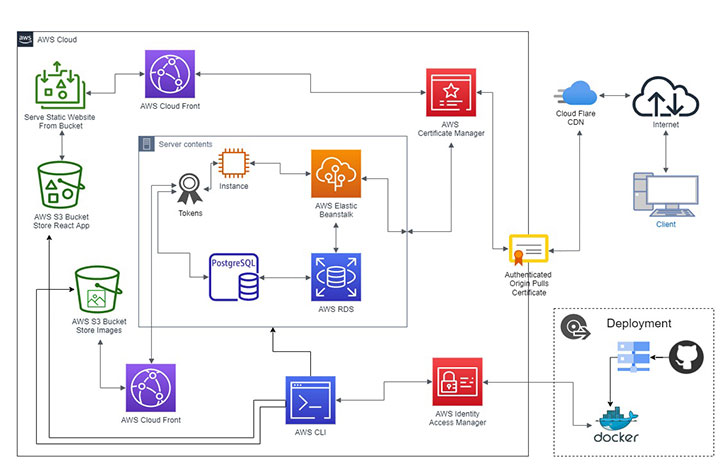 aws
AWS Cloud
Serve Static Website
From Bucket
AWS Cloud Front
AWS
Certificate Manager
Cloud Flare
CDN
Internet
Client
Server contents
Tokens
Instance
AWS Elastic
Beanstalk
AWS S3 Bucket
Store React App
PostgreSQL
AWS RDS
Authenticated
Origin Pulls
Certificate
AWS S3 Bucket
Store Images
AWS Cloud Front
AWS CLI
AWS Identity
Access Manager
Deployment
docker